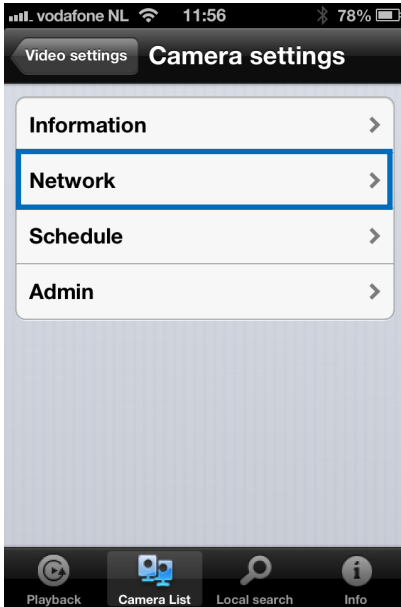 vodafone NL 11:56 78%
Video settings Camera settings
Information
Network
Schedule
Admin
Playback Camera List Local search Info